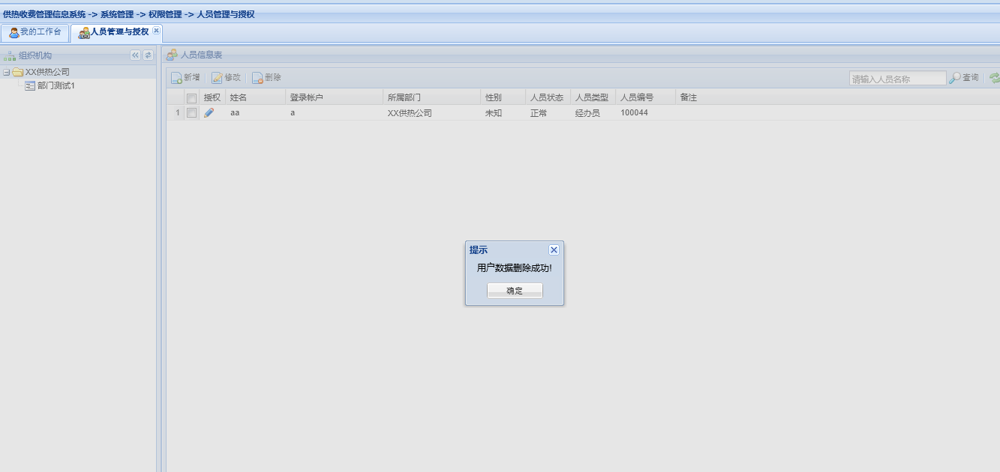 供热收费管理信息系统 -> 系统管理 -> 权限管理 -> 人员管理与授权
我的工作台 人员管理与授权
组织机构
XX供热公司
部门测试1
人员信息表
新增 修改 删除 请输入人员名称 查询
授权 姓名 登录帐户 所属部门 性别 人员状态 人员类型 人员编号 备注
1 aa a XX供热公司 未知 正常 经办员 100044
提示
用户数据删除成功!
确定